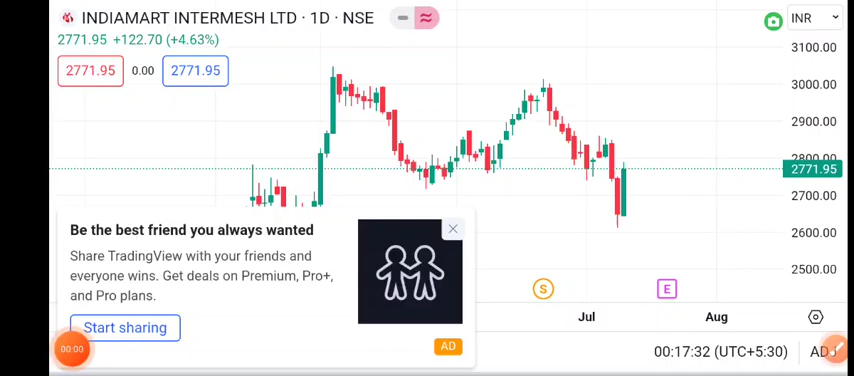 INDIAMART INTERMESH LTD · 1D · NSE
INR
2771.95 +122.70 (+4.63%)
2771.95 0.00 2771.95
3100.00
3000.00
2900.00
2800.00
2771.95
2700.00
2600.00
2500.00
Be the best friend you always wanted
Share TradingView with your friends and
everyone wins. Get deals on Premium, Pro+,
and Pro plans.
Start sharing
AD
S
E
Jul
Aug
00:00
00:17:32 (UTC+5:30)